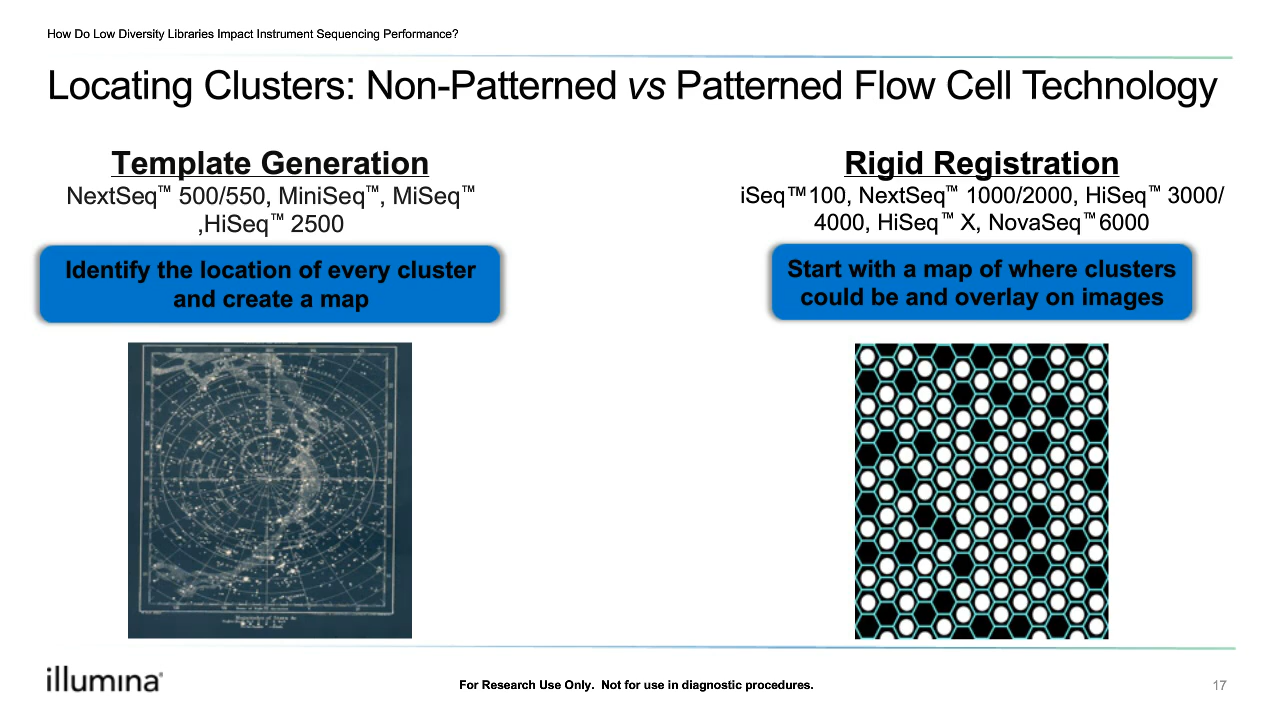 How Do Low Diversity Libraries Impact Instrument Sequencing Performance?
Locating Clusters: Non-Patterned vs Patterned Flow Cell Technology
Template Generation
NextSeq™ 500/550, MiniSeq™, MiSeq™
,HiSeq™ 2500
Identify the location of every cluster
and create a map
Rigid Registration
iSeq™100, NextSeq™ 1000/2000, HiSeq™ 3000/
4000, HiSeq™ X, NovaSeq™6000
Start with a map of where clusters
could be and overlay on images
illumina®
For Research Use Only. Not for use in diagnostic procedures.
17